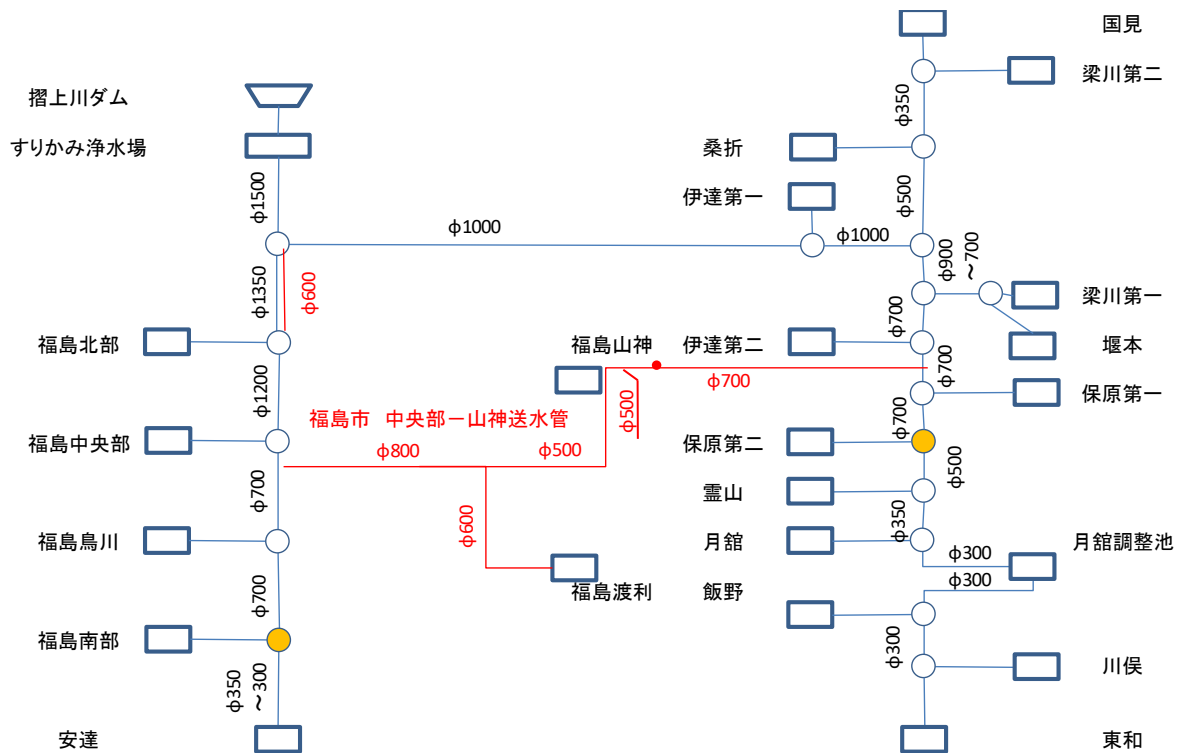 国見
梁川第二
摺上川ダム
すりかみ浄水場
φ350
桑折
伊達第一
φ500
φ1500
φ1000
φ1000
φ900
～700
φ1350
φ600
梁川第一
φ700
福島北部
福島山神
伊達第二
堰本
φ700
φ700
φ1200
φ500
保原第一
福島市 中央部－山神送水管
φ700
福島中央部
φ800
φ500
保原第二
φ500
φ700
霊山
φ600
φ350
福島鳥川
月舘
月舘調整池
φ300
φ300
φ700
福島渡利
飯野
福島南部
φ300
φ350
～300
川俣
安達
東和